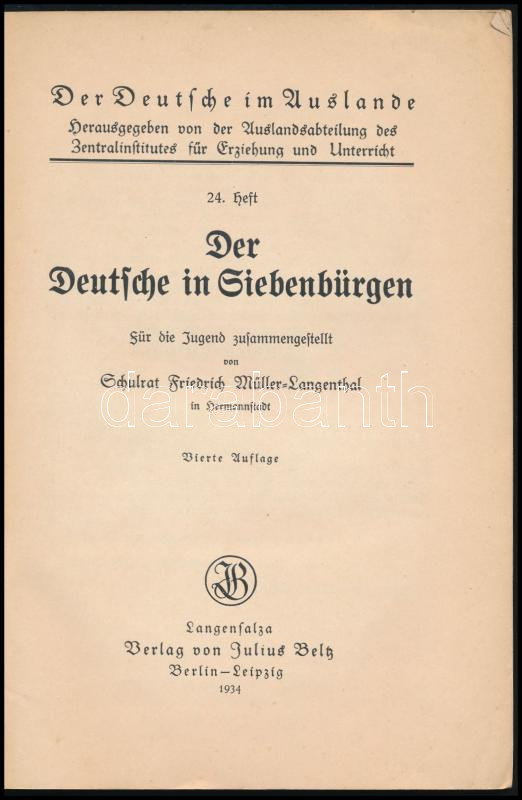 Der Deutſche im Auslande
Herausgegeben von der Auslandsabteilung des
Zentralinſtitutes für Erziehung und Unterricht
24. Heft
Der
Deutſche in Siebenbürgen
Für die Jugend zuſammengeſtellt
von
Schulrat Friedrich Müller-Langenthal
in Hermannſtadt
darabanth
Vierte Auflage
JB
Langenſalza
Verlag von Julius Beltz
Berlin—Leipzig
1934